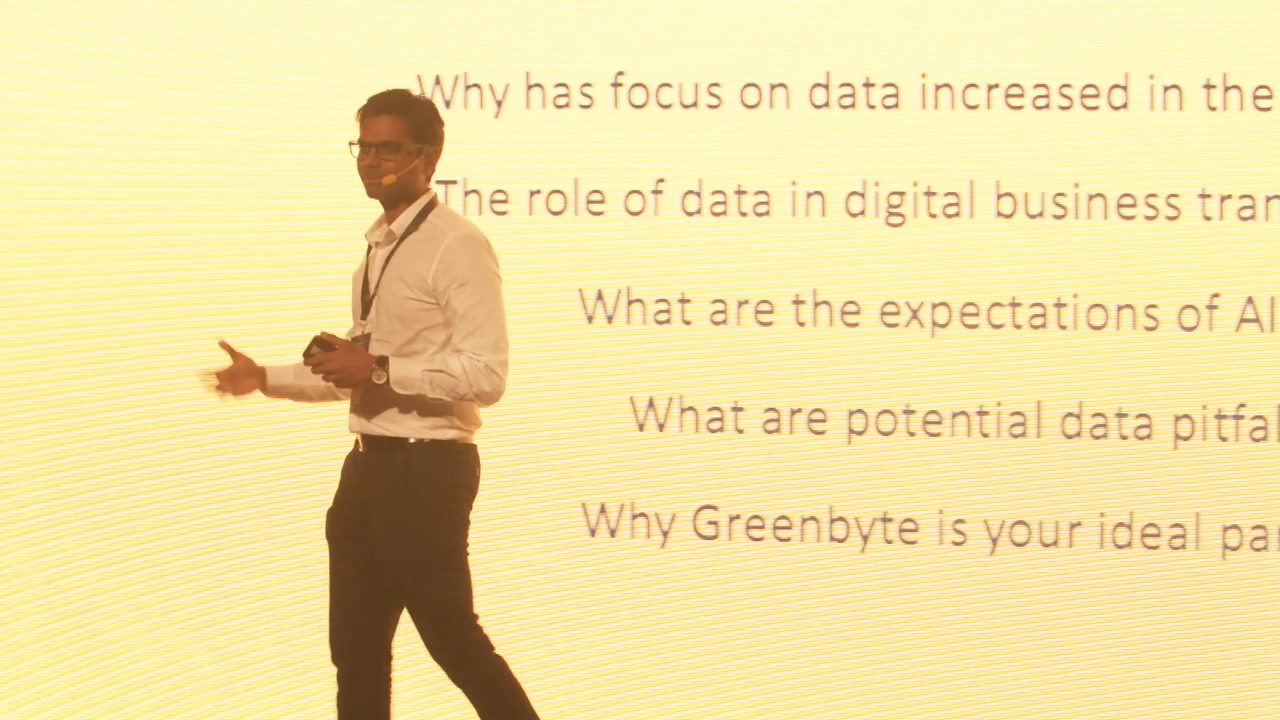 Why has focus on data increased in the
The role of data in digital business tran
What are the expectations of AI
What are potential data pitfal
Why Greenbyte is your ideal pa